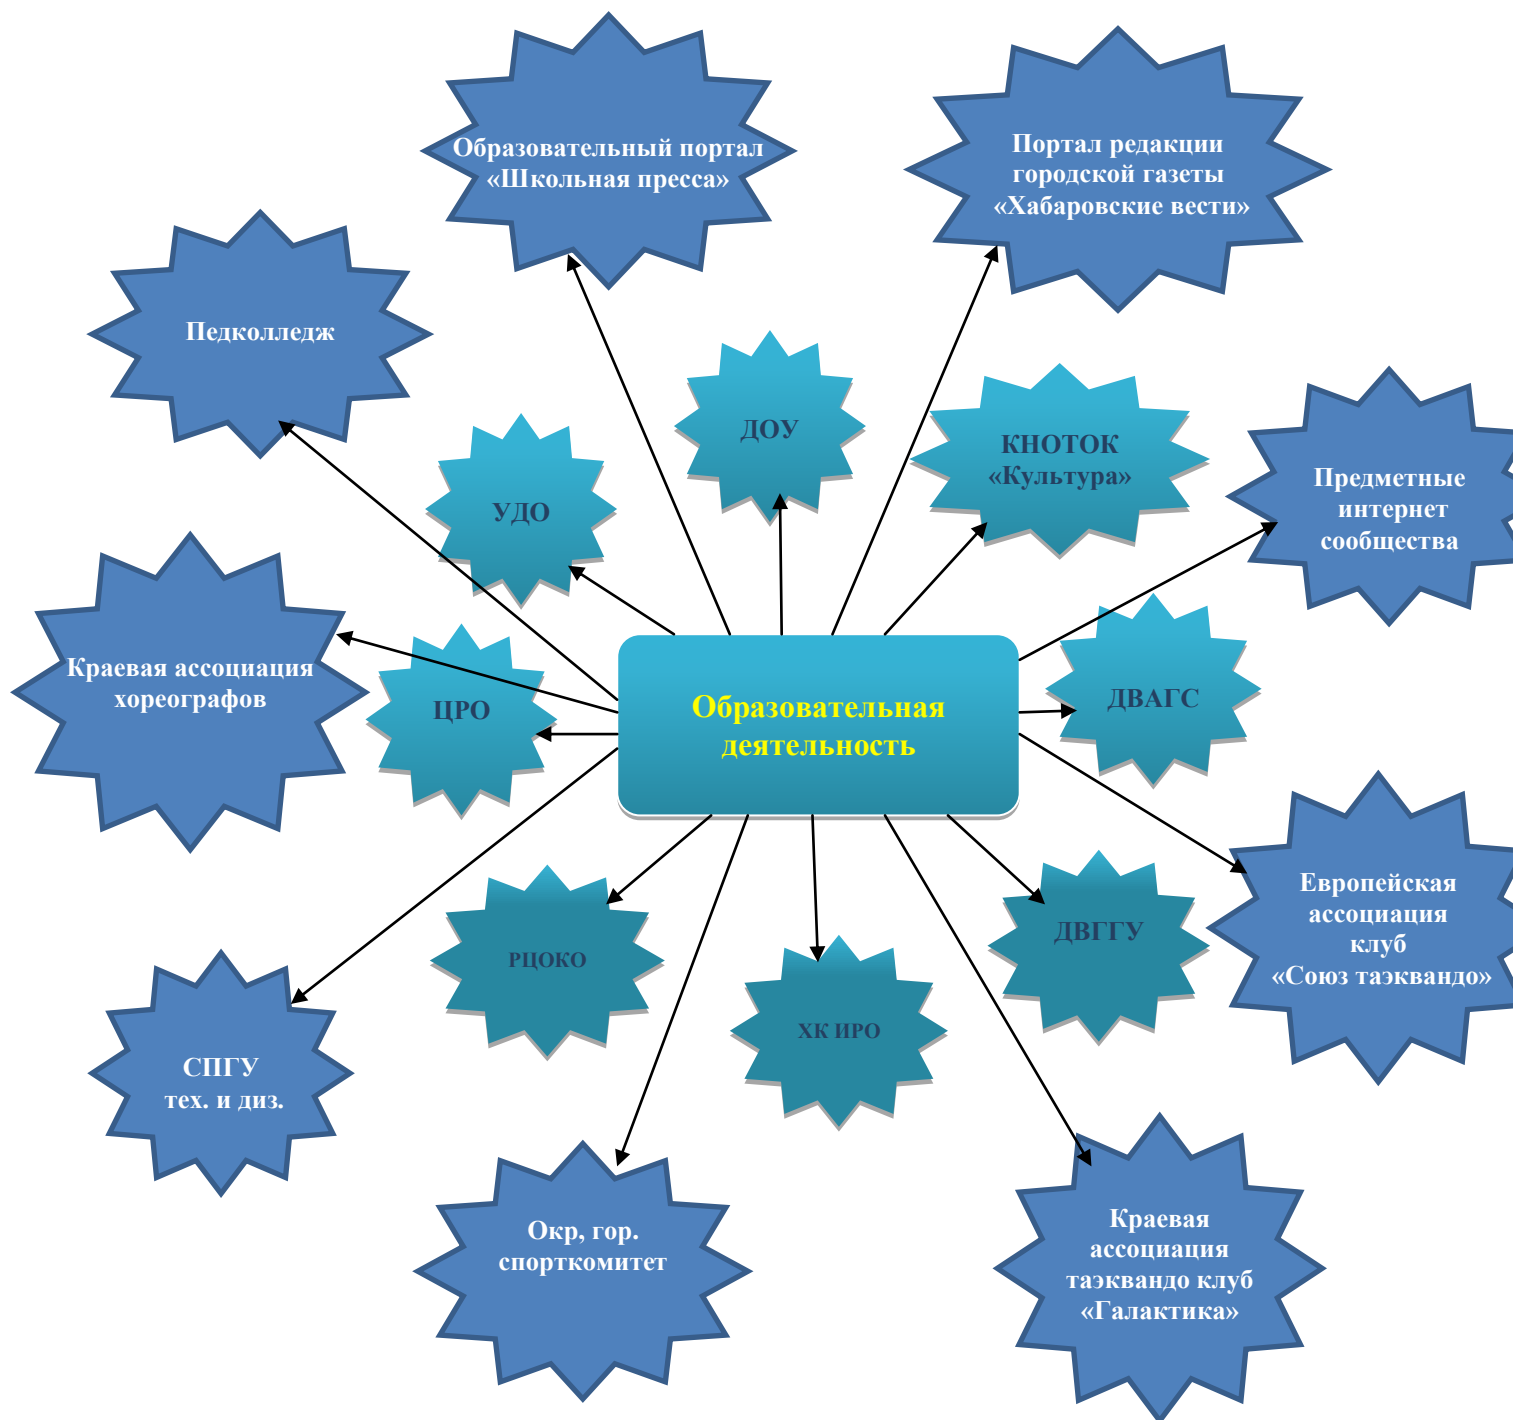 Образовательный портал
«Школьная пресса»
Портал редакции
городской газеты
«Хабаровские вести»
Педколледж
ДОУ
КНОТОК
«Культура»
УДО
Предметные
интернет
сообщества
Краевая ассоциация
хореографов
ЦРО
Образовательная
деятельность
ДВАГС
Европейская
ассоциация
клуб
«Союз таэквандо»
РЦОКО
ХК ИРО
ДВГГУ
СПГУ
тех. и диз.
Окр, гор.
спорткомитет
Краевая
ассоциация
таэквандо клуб
«Галактика»